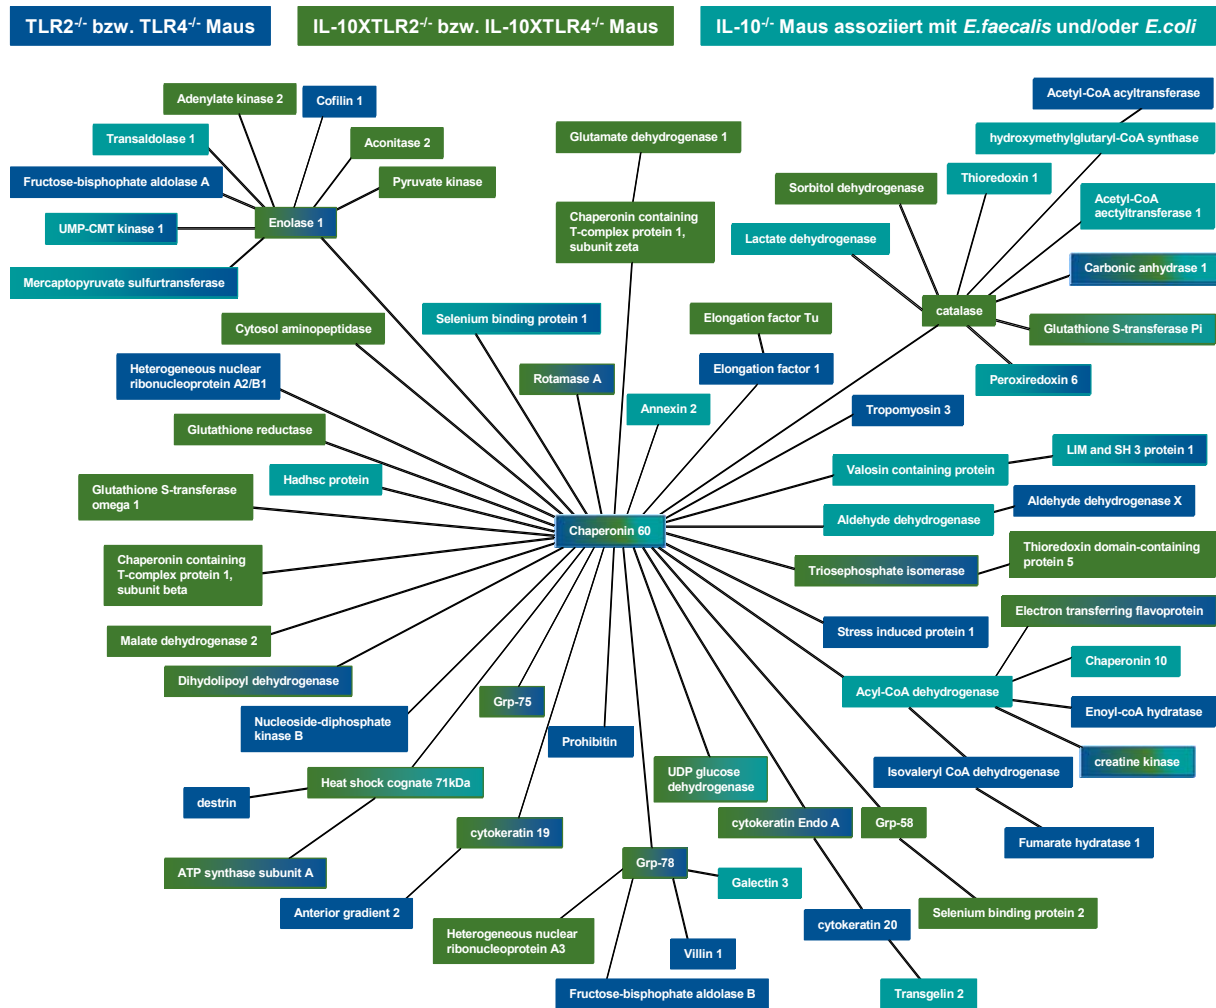 TLR2-/- bzw. TLR4-/- Maus
IL-10XTLR2-/- bzw. IL-10XTLR4-/- Maus
IL-10-/- Maus assoziiert mit E.faecalis und/oder E.coli
Adenylate kinase 2
Cofilin 1
Transaldolase 1
Aconitase 2
Fructose-bisphophate aldolase A
Pyruvate kinase
UMP-CMT kinase 1
Enolase 1
Mercaptopyruvate sulfurtransferase
Glutamate dehydrogenase 1
Chaperonin containing
T-complex protein 1,
subunit zeta
Acetyl-CoA acyltransferase
hydroxymethylglutaryl-CoA synthase
Thioredoxin 1
Sorbitol dehydrogenase
Acetyl-CoA
aectyltransferase 1
Lactate dehydrogenase
Carbonic anhydrase 1
catalase
Glutathione S-transferase Pi
Peroxiredoxin 6
Cytosol aminopeptidase
Selenium binding protein 1
Elongation factor Tu
Heterogeneous nuclear
ribonucleoprotein A2/B1
Rotamase A
Elongation factor 1
Annexin 2
Tropomyosin 3
Glutathione reductase
Hadhsc protein
Valosin containing protein
LIM and SH 3 protein 1
Glutathione S-transferase
omega 1
Aldehyde dehydrogenase X
Chaperonin 60
Aldehyde dehydrogenase
Chaperonin containing
T-complex protein 1,
subunit beta
Triosephosphate isomerase
Thioredoxin domain-containing
protein 5
Malate dehydrogenase 2
Stress induced protein 1
Electron transferring flavoprotein
Dihydolipoyl dehydrogenase
Chaperonin 10
Acyl-CoA dehydrogenase
Grp-75
Nucleoside-diphosphate
kinase B
Prohibitin
Enoyl-coA hydratase
Heat shock cognate 71kDa
UDP glucose
dehydrogenase
Isovaleryl CoA dehydrogenase
creatine kinase
destrin
cytokeratin 19
cytokeratin Endo A
Grp-58
Fumarate hydratase 1
ATP synthase subunit A
Grp-78
Galectin 3
Anterior gradient 2
Selenium binding protein 2
Heterogeneous nuclear
ribonucleoprotein A3
cytokeratin 20
Villin 1
Fructose-bisphophate aldolase B
Transgelin 2